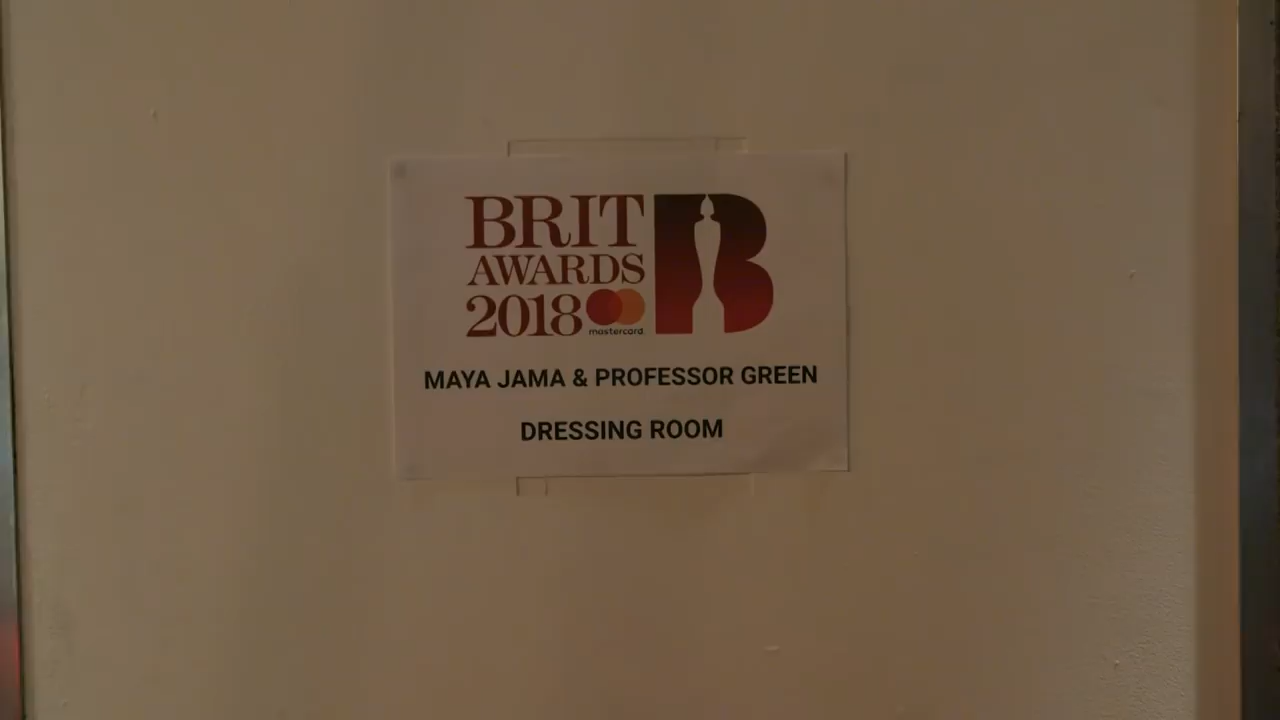 BRIT
AWARDS
2018
mastercard
MAYA JAMA & PROFESSOR GREEN
DRESSING ROOM